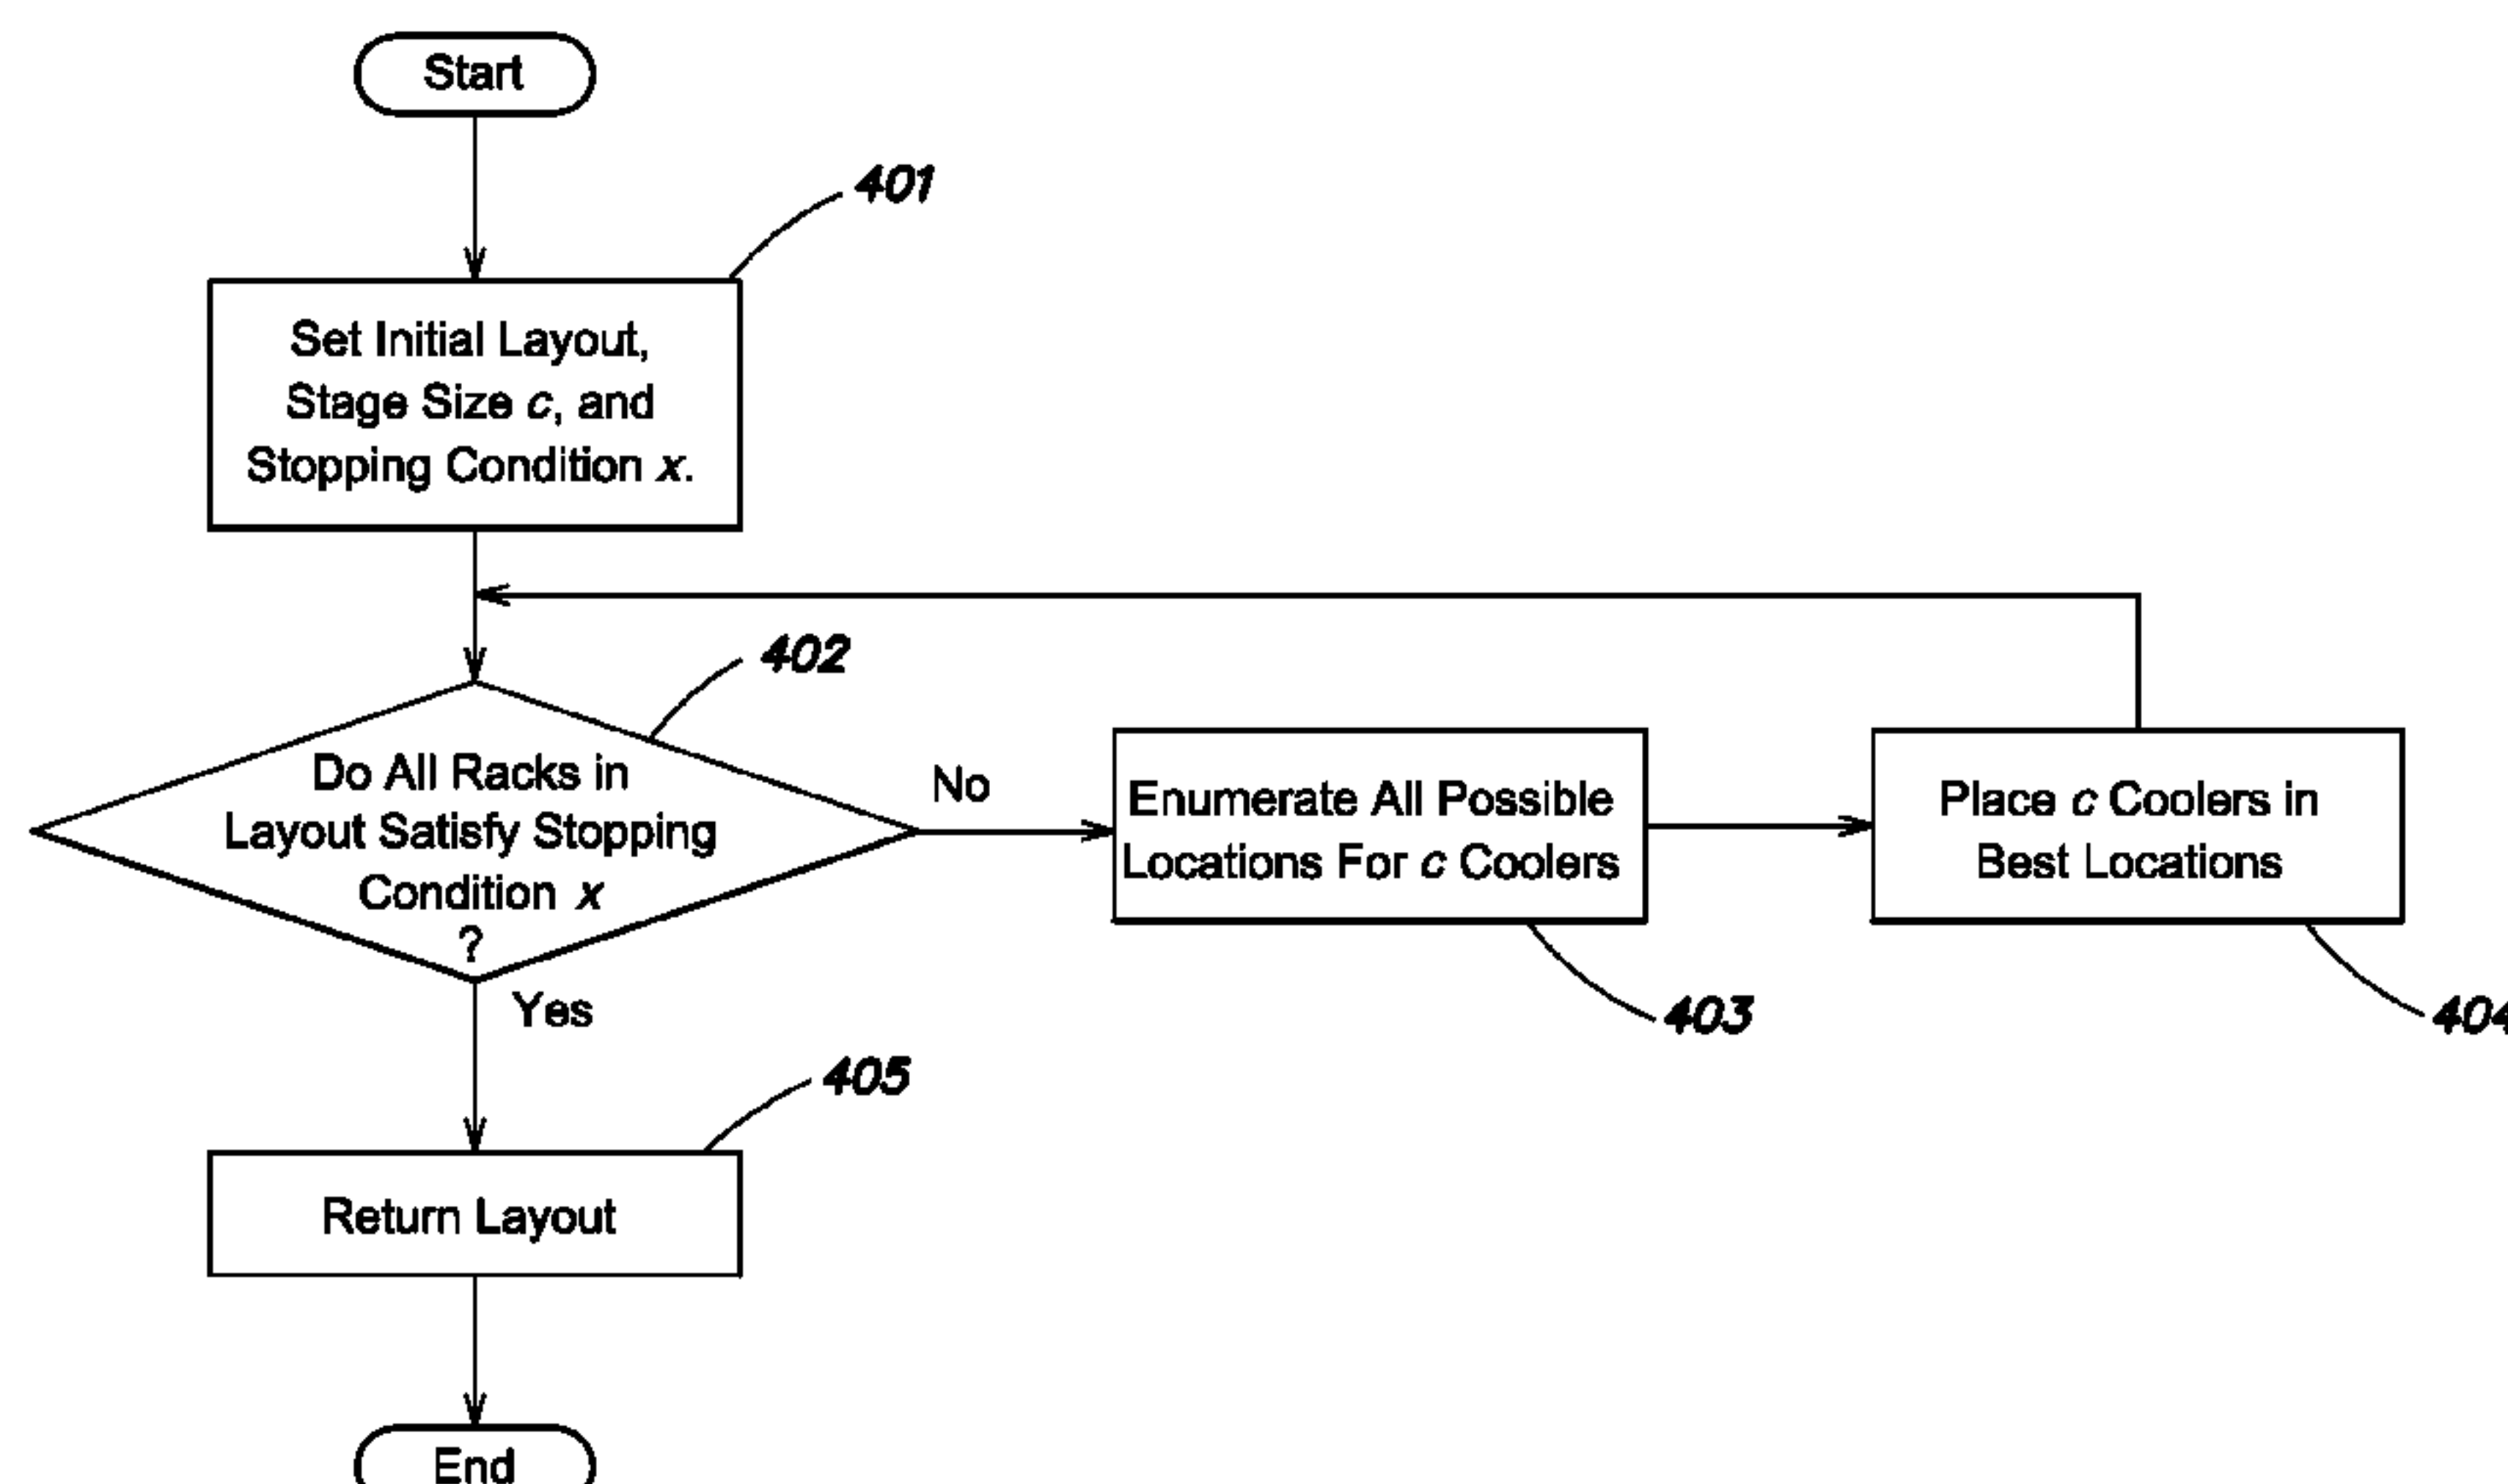 Start
401
Set Initial Layout,
Stage Size c, and
Stopping Condition x.
402
Do All Racks in
Layout Satisfy Stopping
Condition x
?
No
Enumerate All Possible
Locations For c Coolers
403
Place c Coolers in
Best Locations
404
Yes
405
Return Layout
End